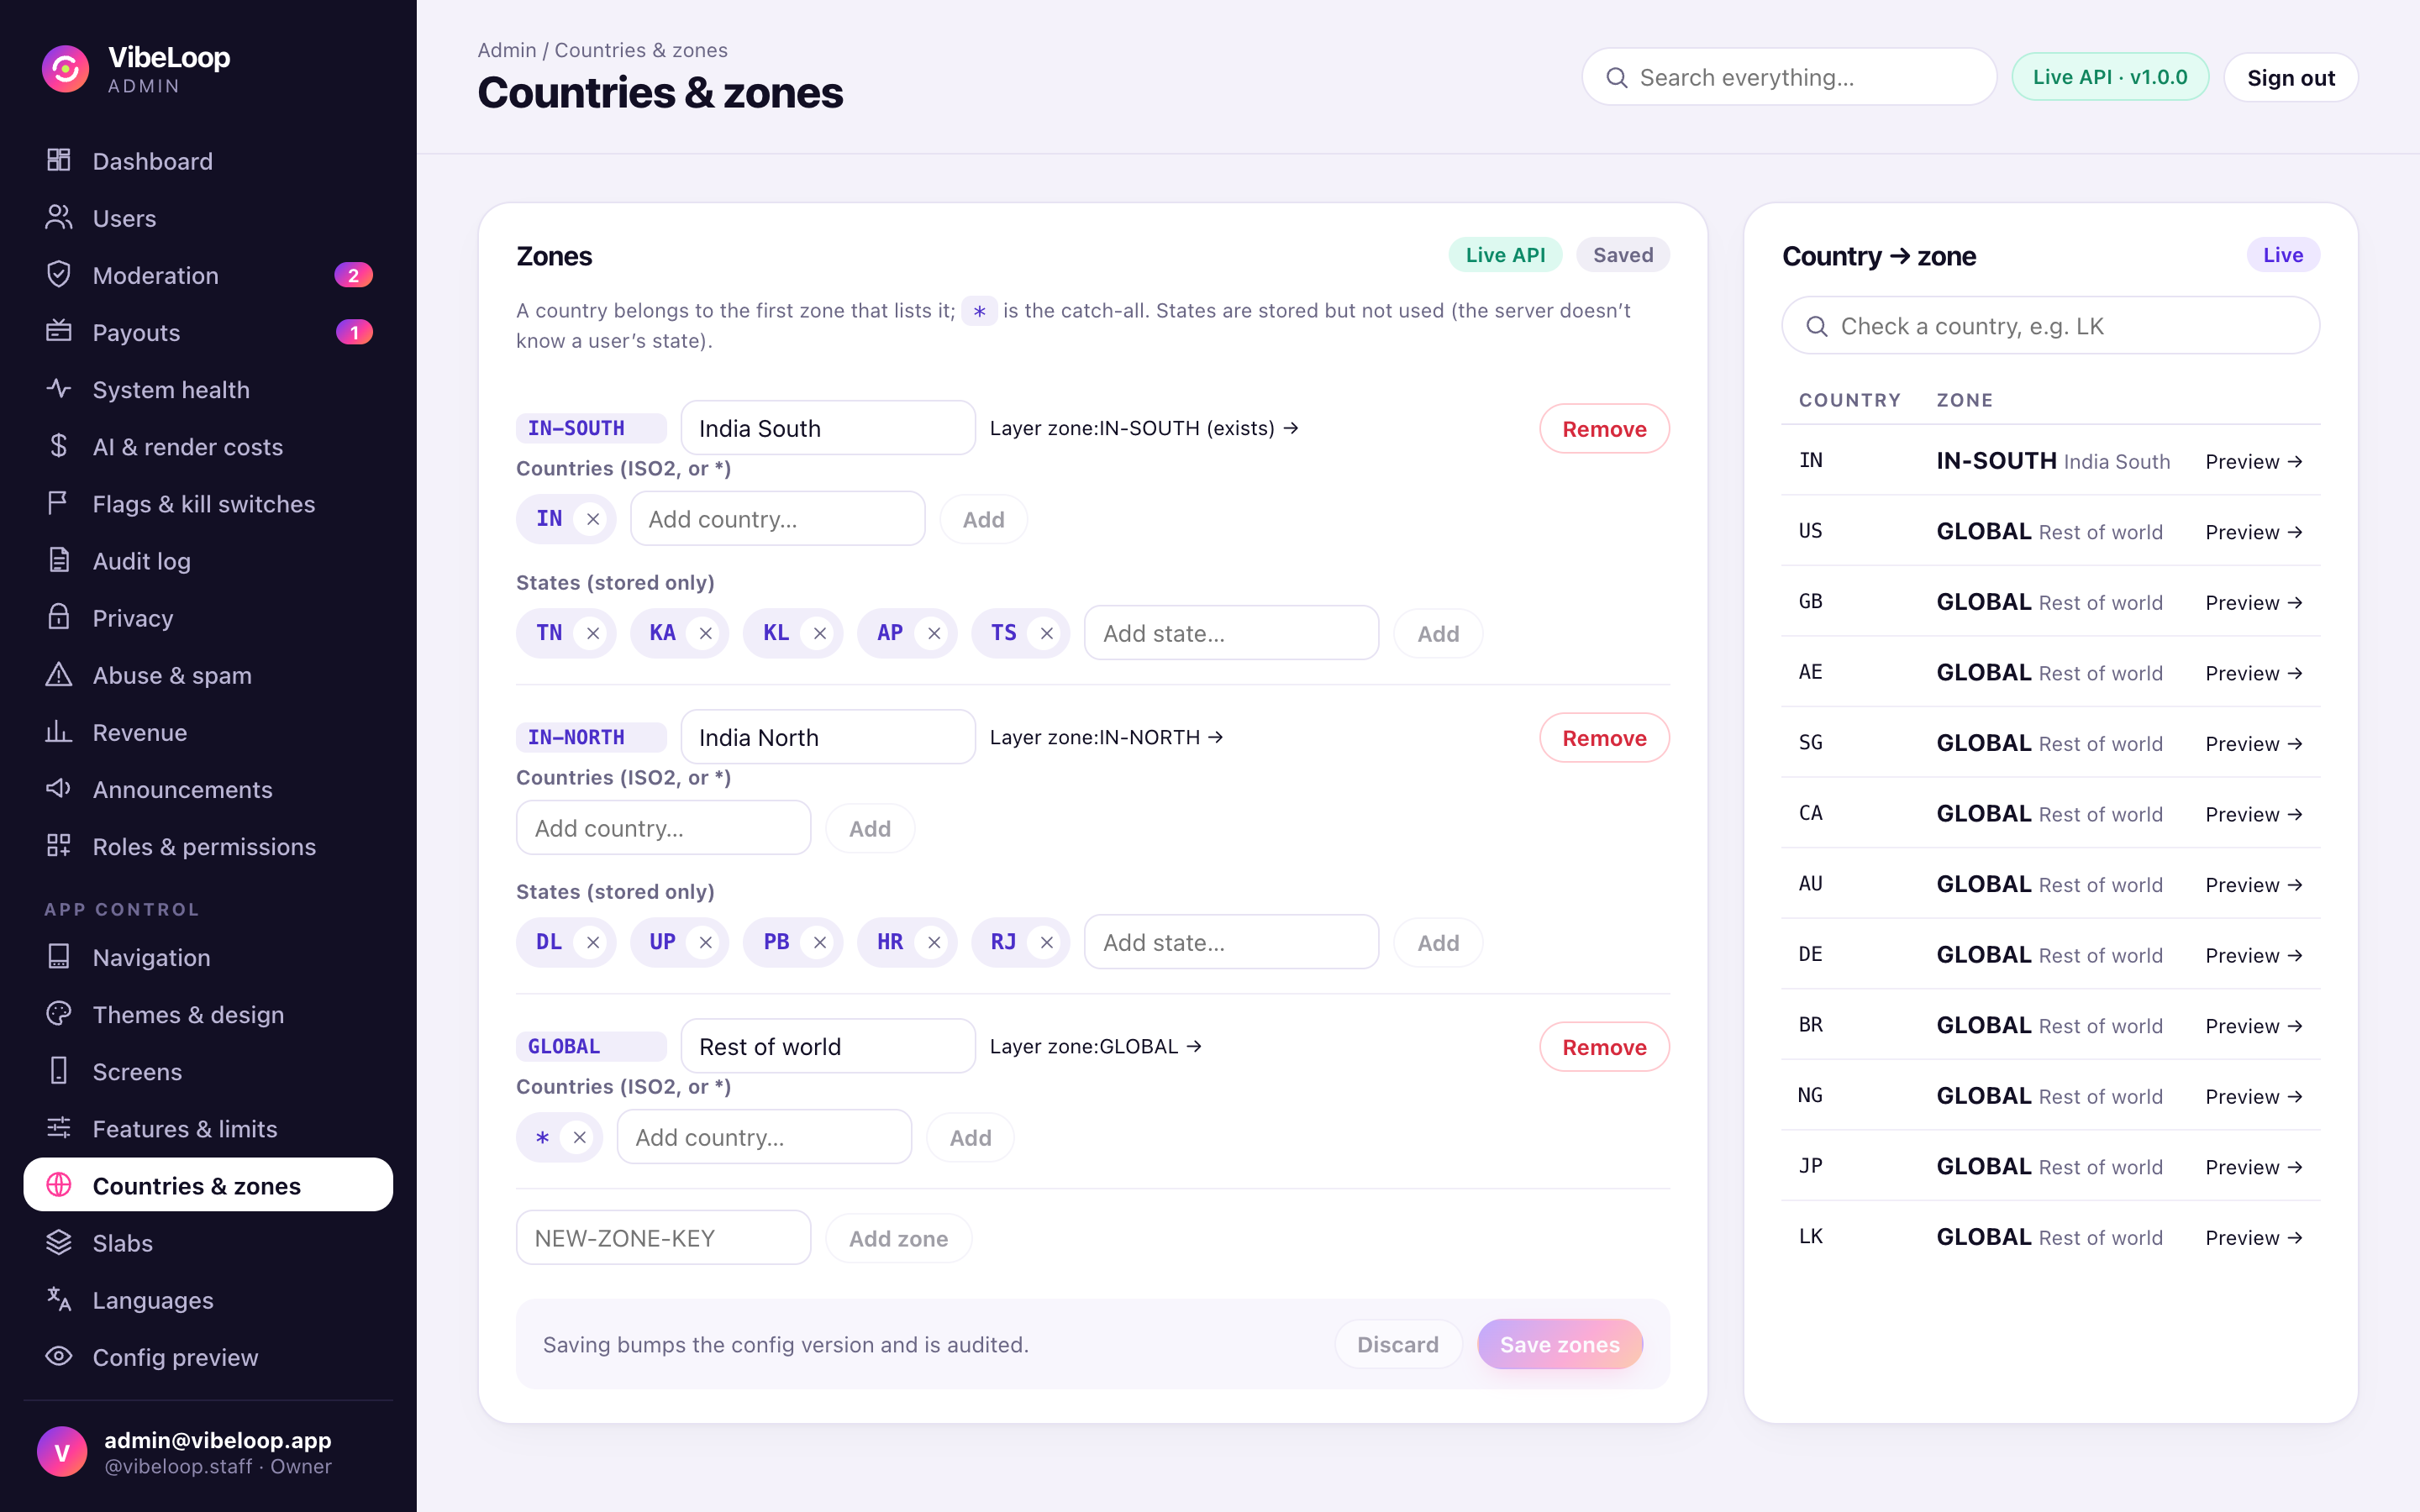 VibeLoop
ADMIN
Dashboard
Users
Moderation 2
Payouts 1
System health
AI & render costs
Flags & kill switches
Audit log
Privacy
Abuse & spam
Revenue
Announcements
Roles & permissions
APP CONTROL
Navigation
Themes & design
Screens
Features & limits
Countries & zones
Slabs
Languages
Config preview
V
admin@vibeloop.app
@vibeloop.staff · Owner
Admin / Countries & zones
Countries & zones
Search everything...
Live API · v1.0.0
Sign out
Zones
Live API
Saved
A country belongs to the first zone that lists it; * is the catch-all. States are stored but not used (the server doesn’t
know a user’s state).
IN-SOUTH India South Layer zone:IN-SOUTH (exists) → Remove
Countries (ISO2, or *)
IN × Add country... Add
States (stored only)
TN × KA × KL × AP × TS × Add state... Add
IN-NORTH India North Layer zone:IN-NORTH → Remove
Countries (ISO2, or *)
Add country... Add
States (stored only)
DL × UP × PB × HR × RJ × Add state... Add
GLOBAL Rest of world Layer zone:GLOBAL → Remove
Countries (ISO2, or *)
* × Add country... Add
NEW-ZONE-KEY Add zone
Saving bumps the config version and is audited. Discard Save zones
Country → zone
Live
Check a country, e.g. LK
COUNTRY ZONE
IN IN-SOUTH India South Preview →
US GLOBAL Rest of world Preview →
GB GLOBAL Rest of world Preview →
AE GLOBAL Rest of world Preview →
SG GLOBAL Rest of world Preview →
CA GLOBAL Rest of world Preview →
AU GLOBAL Rest of world Preview →
DE GLOBAL Rest of world Preview →
BR GLOBAL Rest of world Preview →
NG GLOBAL Rest of world Preview →
JP GLOBAL Rest of world Preview →
LK GLOBAL Rest of world Preview →